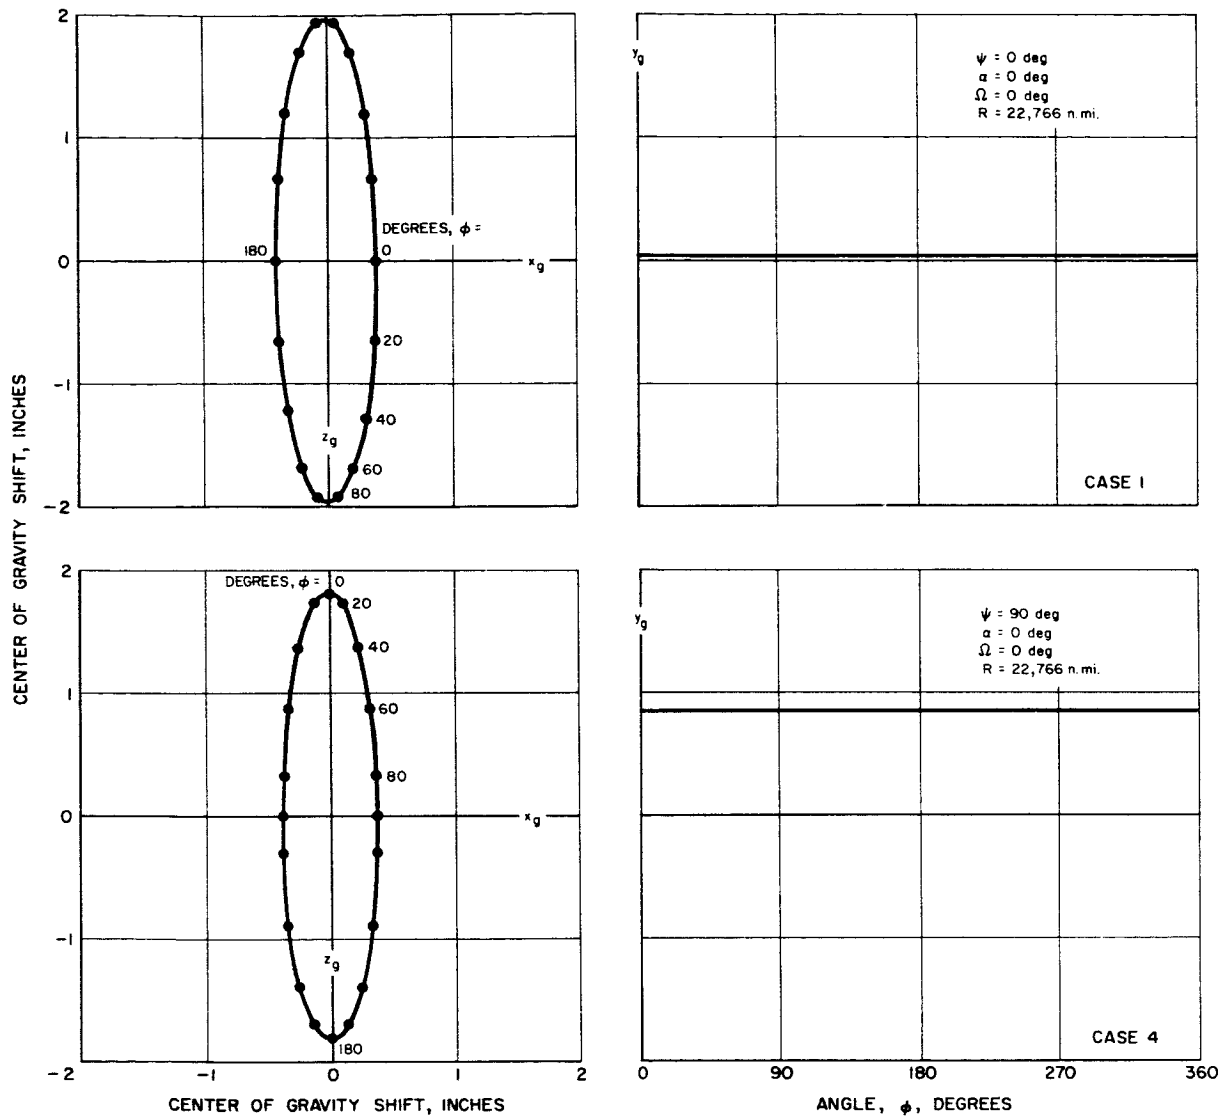 CENTER OF GRAVITY SHIFT, INCHES
2
1
0
-1
-2
DEGREES, ϕ =
180
0
x_g
20
40
z_g
60
80
y_g
ψ = 0 deg
α = 0 deg
Ω = 0 deg
R = 22,766 n.mi.
CASE 1
2
1
0
-1
-2
DEGREES, ϕ = 0
20
40
60
80
x_g
z_g
180
-1
0
1
2
CENTER OF GRAVITY SHIFT, INCHES
y_g
ψ = 90 deg
α = 0 deg
Ω = 0 deg
R = 22,766 n.mi.
CASE 4
0
90
180
270
360
ANGLE, ϕ, DEGREES